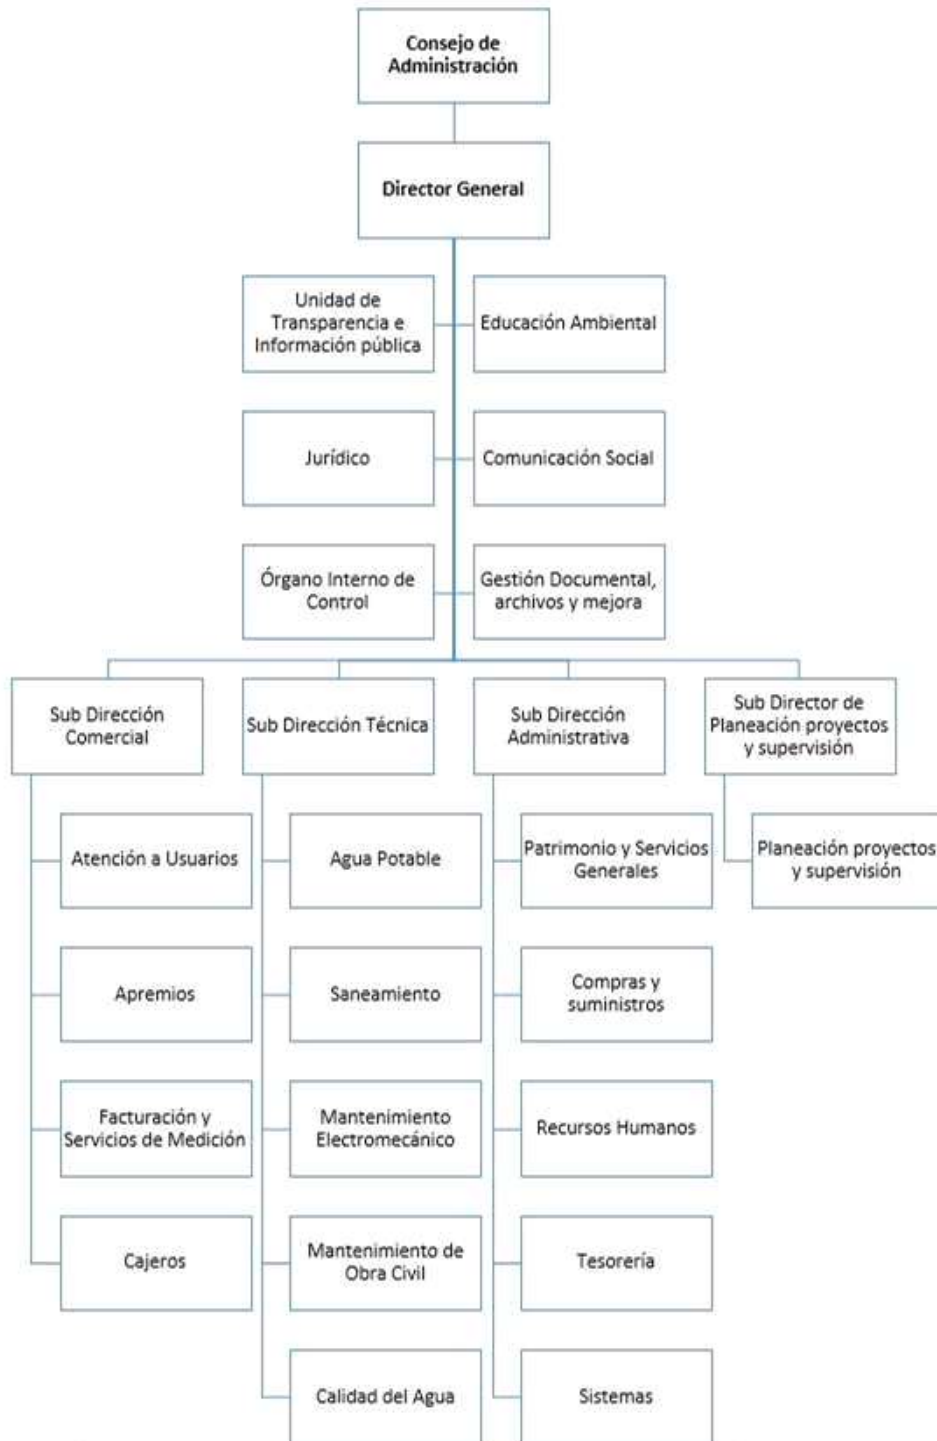 Consejo de
Administración
Director General
Unidad de
Transparencia e
Información pública
Educación Ambiental
Jurídico
Comunicación Social
Órgano Interno de
Control
Gestión Documental,
archivos y mejora
Sub Dirección
Comercial
Sub Dirección Técnica
Sub Dirección
Administrativa
Sub Director de
Planeación proyectos
y supervisión
Atención a Usuarios
Agua Potable
Patrimonio y Servicios
Generales
Planeación proyectos
y supervisión
Apremios
Saneamiento
Compras y
suministros
Facturación y
Servicios de Medición
Mantenimiento
Electromecánico
Recursos Humanos
Cajeros
Mantenimiento de
Obra Civil
Tesorería
Calidad del Agua
Sistemas